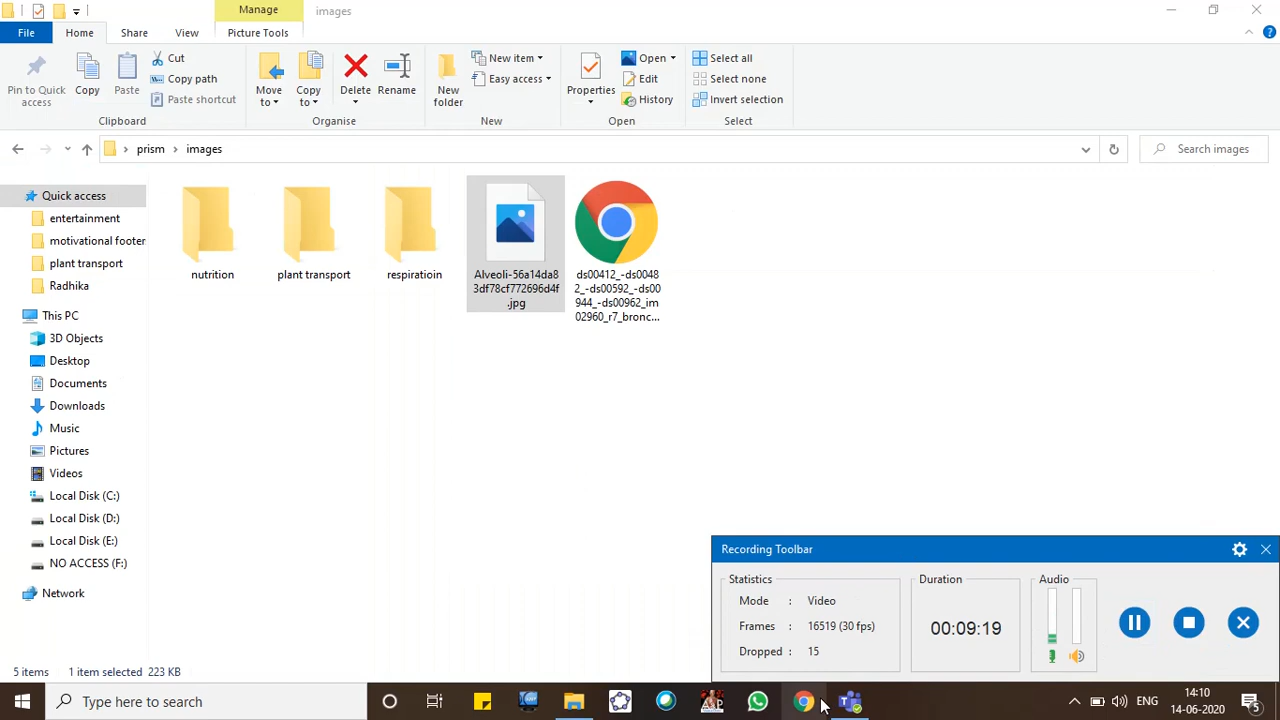 Manage
images
File
Home
Share
View
Picture Tools
Pin to Quick
access
Copy
Paste
Cut
Copy path
Paste shortcut
Clipboard
Move
to
Copy
to
Delete
Rename
Organise
New
folder
New item
Easy access
New
Properties
Open
Edit
History
Open
Select all
Select none
Invert selection
Select
prism
images
Search images
Quick access
entertainment
motivational footer
plant transport
Radhika
This PC
3D Objects
Desktop
Documents
Downloads
Music
Pictures
Videos
Local Disk (C:)
Local Disk (D:)
Local Disk (E:)
NO ACCESS (F:)
Network
nutrition
plant transport
respiratioin
Alveoli-56a14da8
3df78cf772696d4f
.jpg
ds00412_-ds0048
2_-ds00592_-ds00
944_-ds00962_im
02960_r7_bronc...
Recording Toolbar
Statistics
Mode : Video
Frames : 16519 (30 fps)
Dropped : 15
Duration
00:09:19
Audio
5 items
1 item selected 223 KB
Type here to search
ENG
14:10
14-06-2020
5